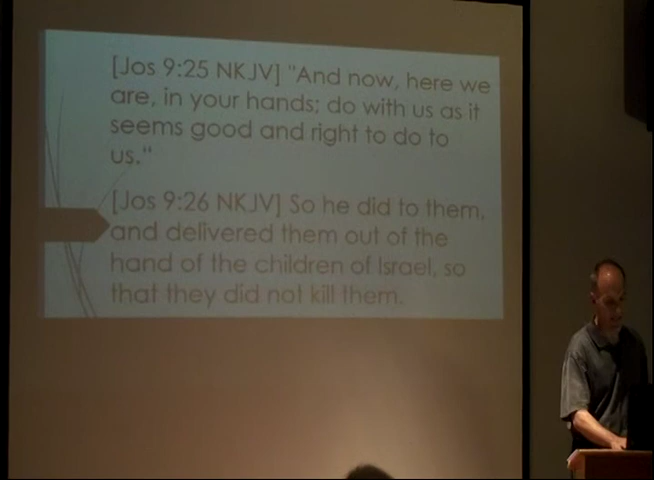 [Jos 9:25 NKJV] "And now, here we
are, in your hands; do with us as it
seems good and right to do to
us."
[Jos 9:26 NKJV] So he did to them,
and delivered them out of the
hand of the children of Israel, so
that they did not kill them.